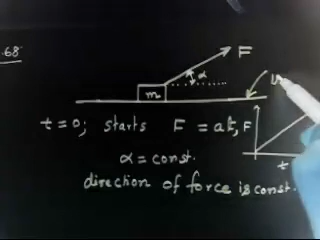 .68
F
α
m
t=0; starts F = at, F
t
α = const.
direction of force is const.